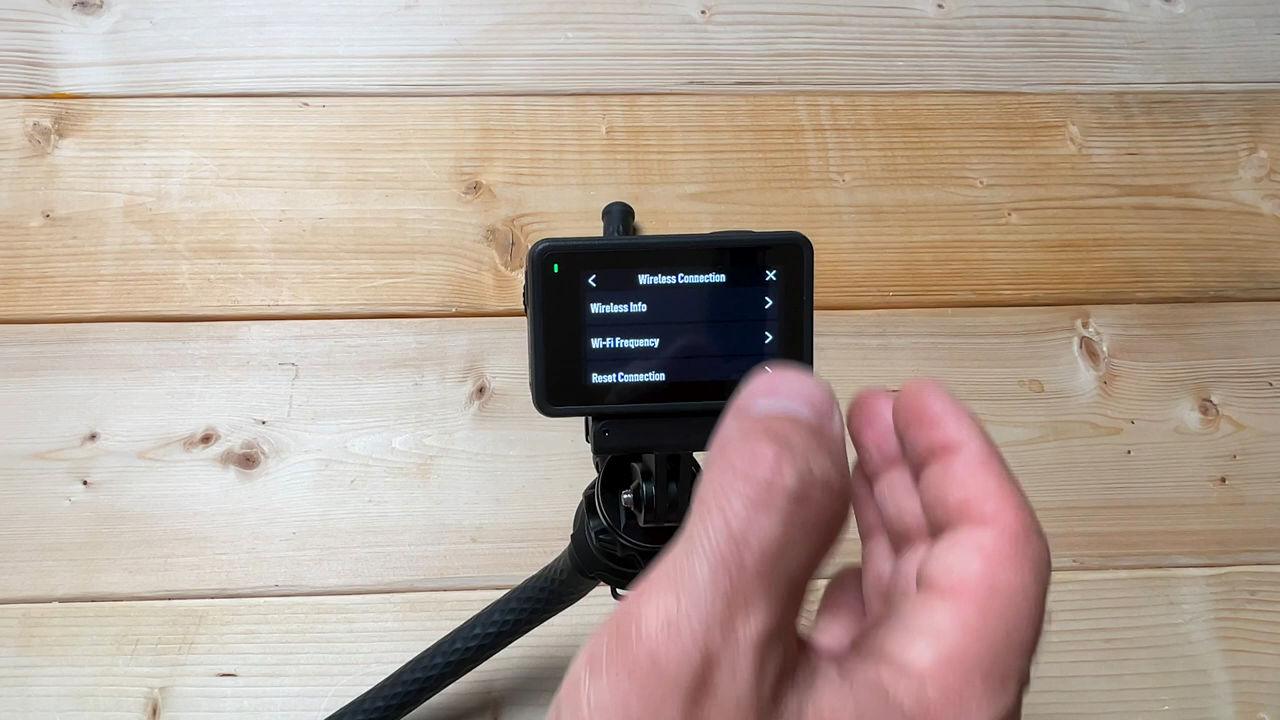 Wireless Connection
Wireless Info
Wi-Fi Frequency
Reset Connection